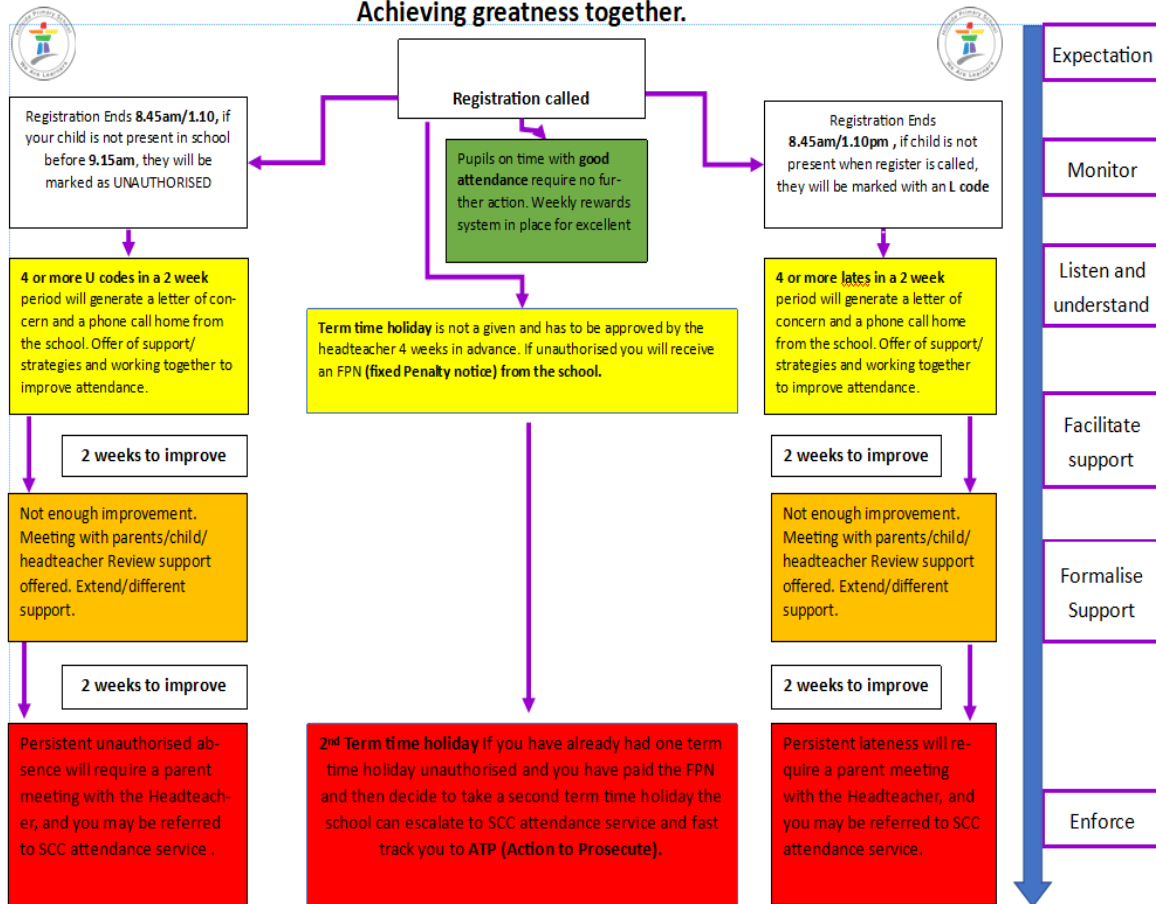 Achieving greatness together.
Hillside Primary School
We Are Learners
Hillside Primary School
We Are Learners
Registration called
Registration Ends 8.45am/1.10, if
your child is not present in school
before 9.15am, they will be
marked as UNAUTHORISED
Pupils on time with good
attendance require no fur-
ther action. Weekly rewards
system in place for excellent
Registration Ends
8.45am/1.10pm , if child is not
present when register is called,
they will be marked with an L code
4 or more U codes in a 2 week
period will generate a letter of con-
cern and a phone call home from
the school. Offer of support/
strategies and working together to
improve attendance.
Term time holiday is not a given and has to be approved by the
headteacher 4 weeks in advance. If unauthorised you will receive
an FPN (fixed Penalty notice) from the school.
4 or more lates in a 2 week
period will generate a letter of
concern and a phone call home
from the school. Offer of support/
strategies and working together
to improve attendance.
2 weeks to improve
2 weeks to improve
Not enough improvement.
Meeting with parents/child/
headteacher Review support
offered. Extend/different
support.
Not enough improvement.
Meeting with parents/child/
headteacher Review support
offered. Extend/different
support.
2 weeks to improve
2 weeks to improve
Persistent unauthorised ab-
sence will require a parent
meeting with the Headteach-
er, and you may be referred
to SCC attendance service .
2nd Term time holiday If you have already had one term
time holiday unauthorised and you have paid the FPN
and then decide to take a second term time holiday the
school can escalate to SCC attendance service and fast
track you to ATP (Action to Prosecute).
Persistent lateness will re-
quire a parent meeting
with the Headteacher, and
you may be referred to SCC
attendance service.
Expectation
Monitor
Listen and
understand
Facilitate
support
Formalise
Support
Enforce